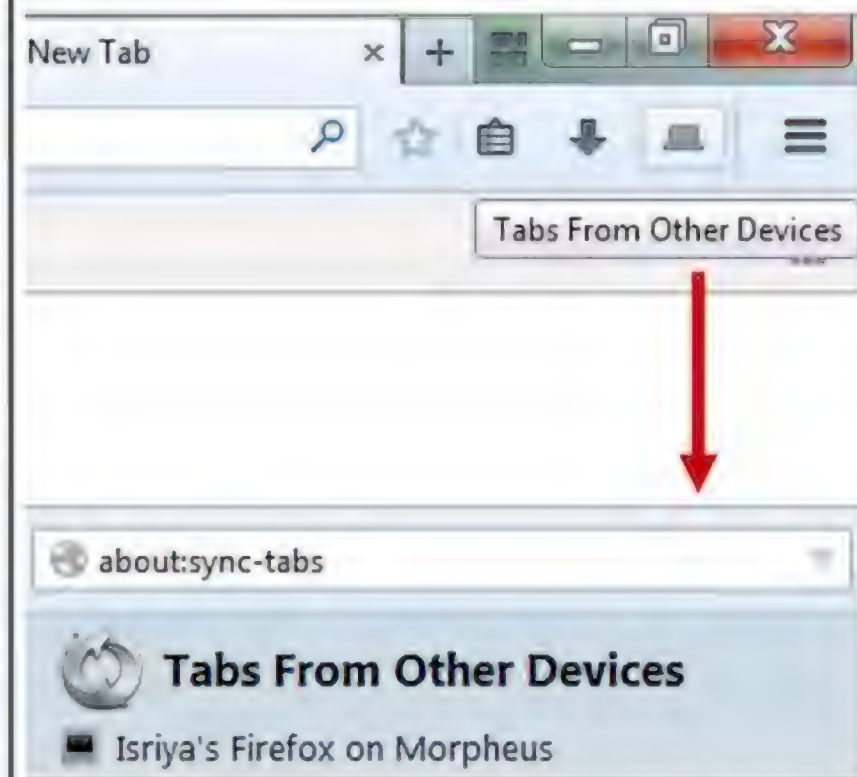 New Tab
Tabs From Other Devices
about:sync-tabs
Tabs From Other Devices
Isriya's Firefox on Morpheus